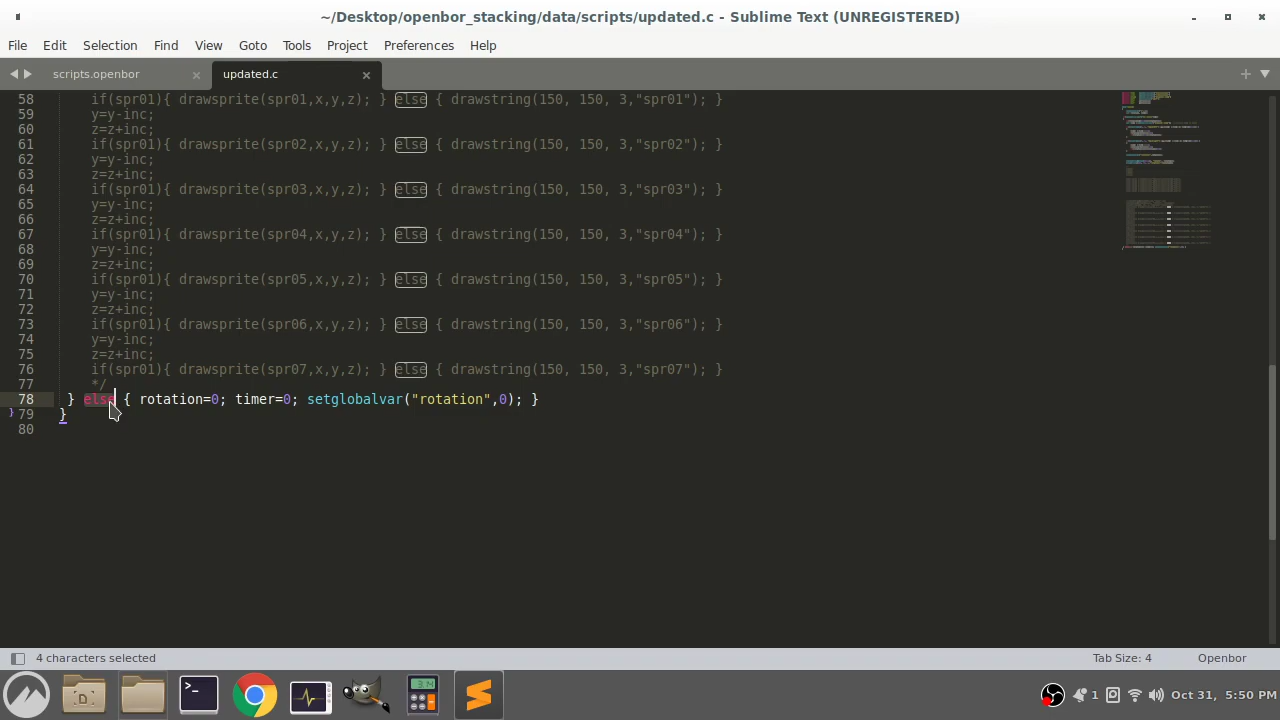 ~/Desktop/openbor_stacking/data/scripts/updated.c - Sublime Text (UNREGISTERED)
File Edit Selection Find View Goto Tools Project Preferences Help
scripts.openbor updated.c
58 if(spr01){ drawsprite(spr01,x,y,z); } else { drawstring(150, 150, 3,"spr01"); }
59 y=y-inc;
60 z=z+inc;
61 if(spr01){ drawsprite(spr02,x,y,z); } else { drawstring(150, 150, 3,"spr02"); }
62 y=y-inc;
63 z=z+inc;
64 if(spr01){ drawsprite(spr03,x,y,z); } else { drawstring(150, 150, 3,"spr03"); }
65 y=y-inc;
66 z=z+inc;
67 if(spr01){ drawsprite(spr04,x,y,z); } else { drawstring(150, 150, 3,"spr04"); }
68 y=y-inc;
69 z=z+inc;
70 if(spr01){ drawsprite(spr05,x,y,z); } else { drawstring(150, 150, 3,"spr05"); }
71 y=y-inc;
72 z=z+inc;
73 if(spr01){ drawsprite(spr06,x,y,z); } else { drawstring(150, 150, 3,"spr06"); }
74 y=y-inc;
75 z=z+inc;
76 if(spr01){ drawsprite(spr07,x,y,z); } else { drawstring(150, 150, 3,"spr07"); }
77 */
78 } else { rotation=0; timer=0; setglobalvar("rotation",0); }
} 79 }
80
4 characters selected Tab Size: 4 Openbor
1 Oct 31, 5:50 PM